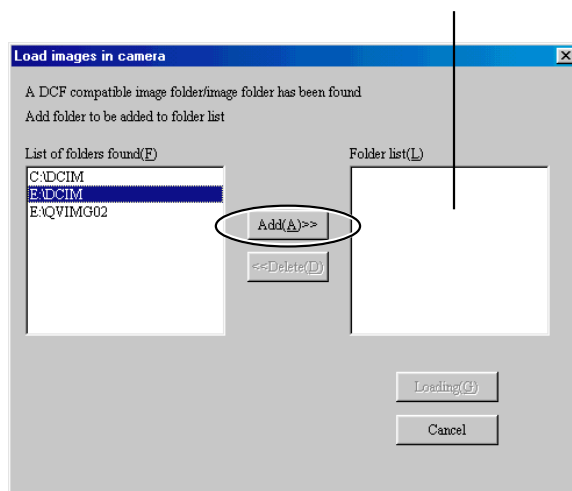 Load images in camera
A DCF compatible image folder/image folder has been found
Add folder to be added to folder list
List of folders found(F)
Folder list(L)
C:\DCIM
E:\DCIM
E:\QVIMG02
Add(A)>>
<<Delete(D)
Loading(G)
Cancel